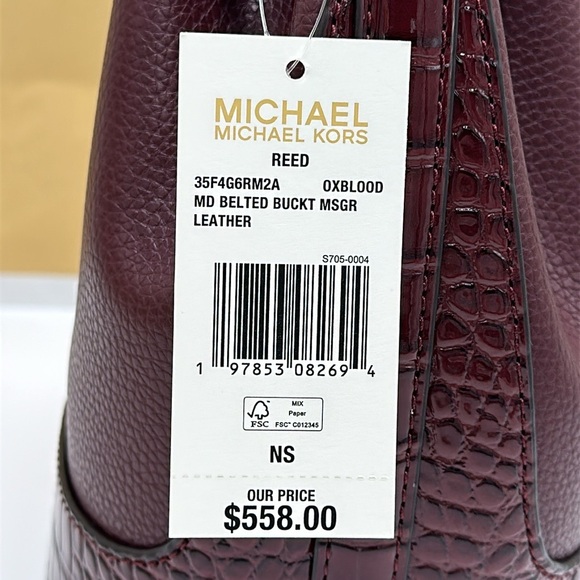 MICHAEL
MICHAEL KORS
REED
35F4G6RM2A OXBLOOD
MD BELTED BUCKT MSGR
LEATHER
S705-0004
1 97853 08269 4
FSC
MIX
Paper
FSC™ C012345
NS
OUR PRICE
$558.00